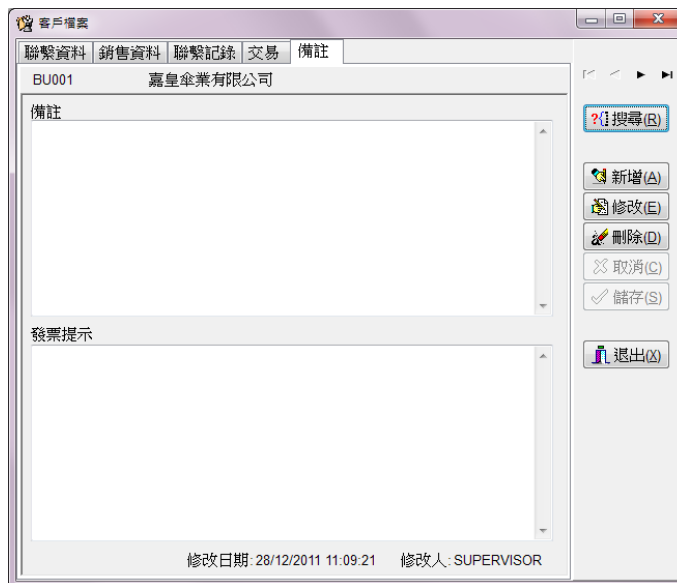 客戶檔案
聯繫資料 銷售資料 聯繫記錄 交易 備註
BU001 嘉皇傘業有限公司
備註
發票提示
修改日期: 28/12/2011 11:09:21 修改人: SUPERVISOR
搜尋(R)
新增(A)
修改(E)
刪除(D)
取消(C)
儲存(S)
退出(X)